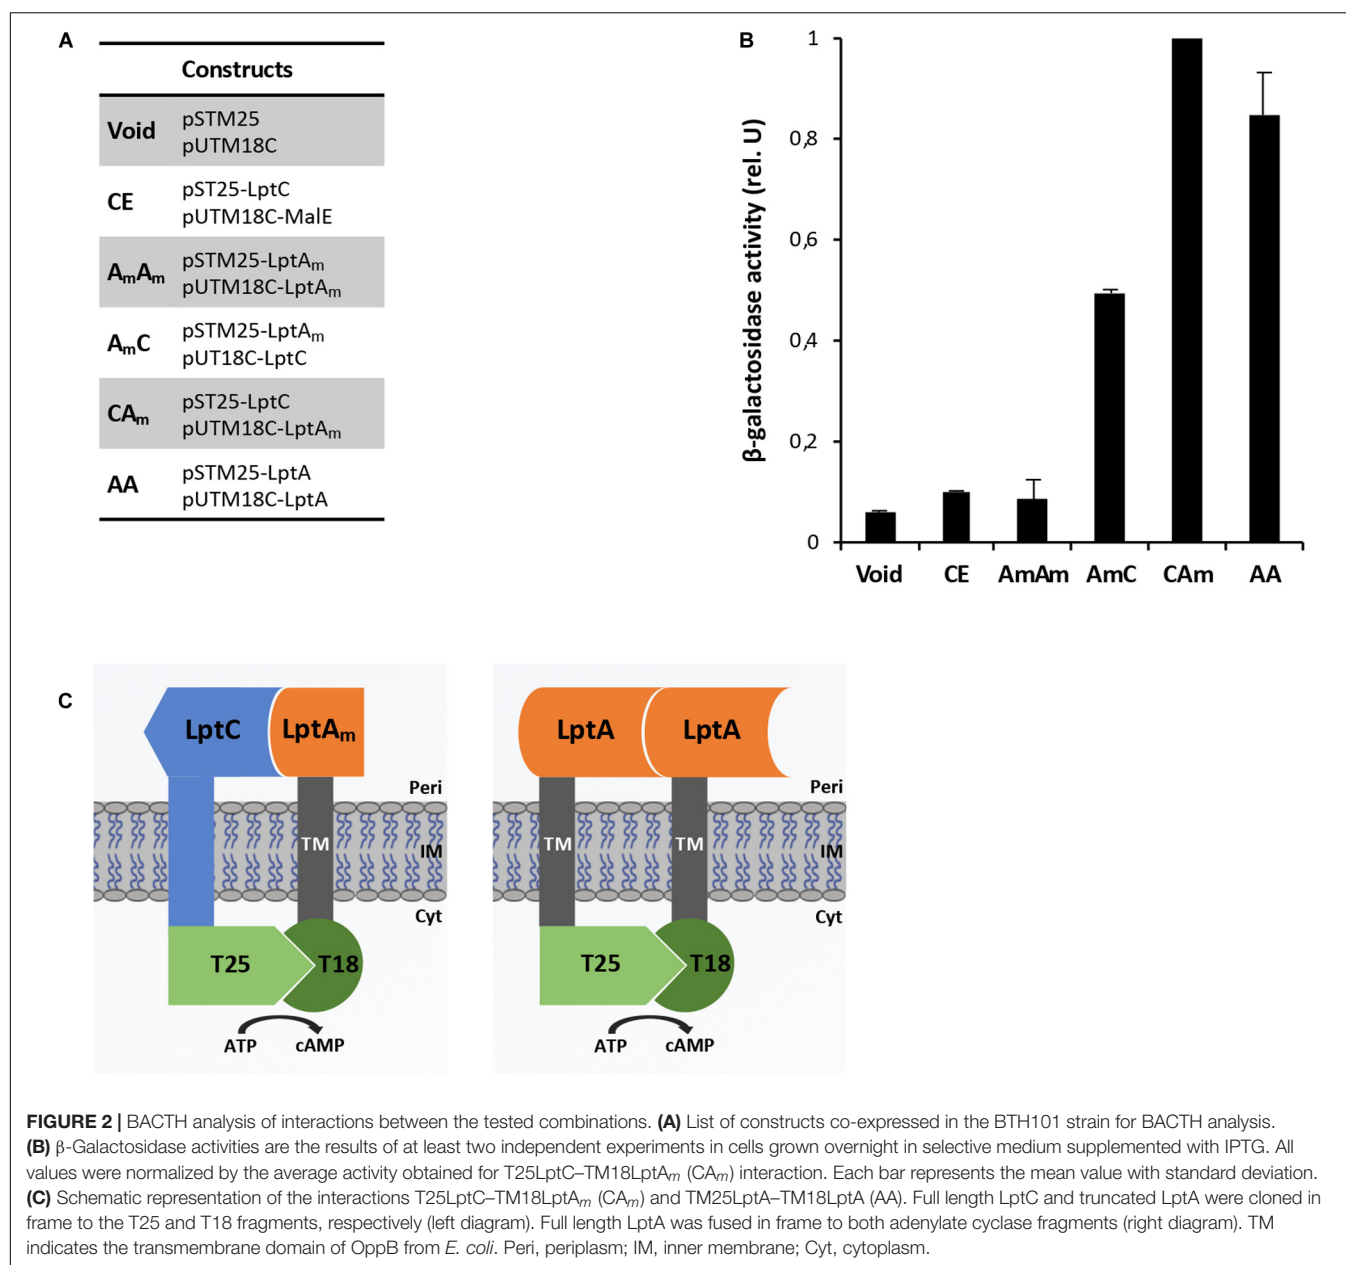 A
Constructs
Void
pSTM25
pUTM18C
CE
pST25-LptC
pUTM18C-MalE
AmAm
pSTM25-LptAm
pUTM18C-LptAm
AmC
pSTM25-LptAm
pUT18C-LptC
CAm
pST25-LptC
pUTM18C-LptAm
AA
pSTM25-LptA
pUTM18C-LptA
B
β-galactosidase activity (rel. U)
1
0,8
0,6
0,4
0,2
0
Void CE AmAm AmC CAm AA
C
LptC LptAm
Peri
TM
IM
Cyt
T25 T18
ATP cAMP
LptA LptA
Peri
TM TM
IM
Cyt
T25 T18
ATP cAMP
FIGURE 2 | BACTH analysis of interactions between the tested combinations. (A) List of constructs co-expressed in the BTH101 strain for BACTH analysis.
(B) β-Galactosidase activities are the results of at least two independent experiments in cells grown overnight in selective medium supplemented with IPTG. All
values were normalized by the average activity obtained for T25LptC–TM18LptAm (CAm) interaction. Each bar represents the mean value with standard deviation.
(C) Schematic representation of the interactions T25LptC–TM18LptAm (CAm) and TM25LptA–TM18LptA (AA). Full length LptC and truncated LptA were cloned in
frame to the T25 and T18 fragments, respectively (left diagram). Full length LptA was fused in frame to both adenylate cyclase fragments (right diagram). TM
indicates the transmembrane domain of OppB from E. coli. Peri, periplasm; IM, inner membrane; Cyt, cytoplasm.